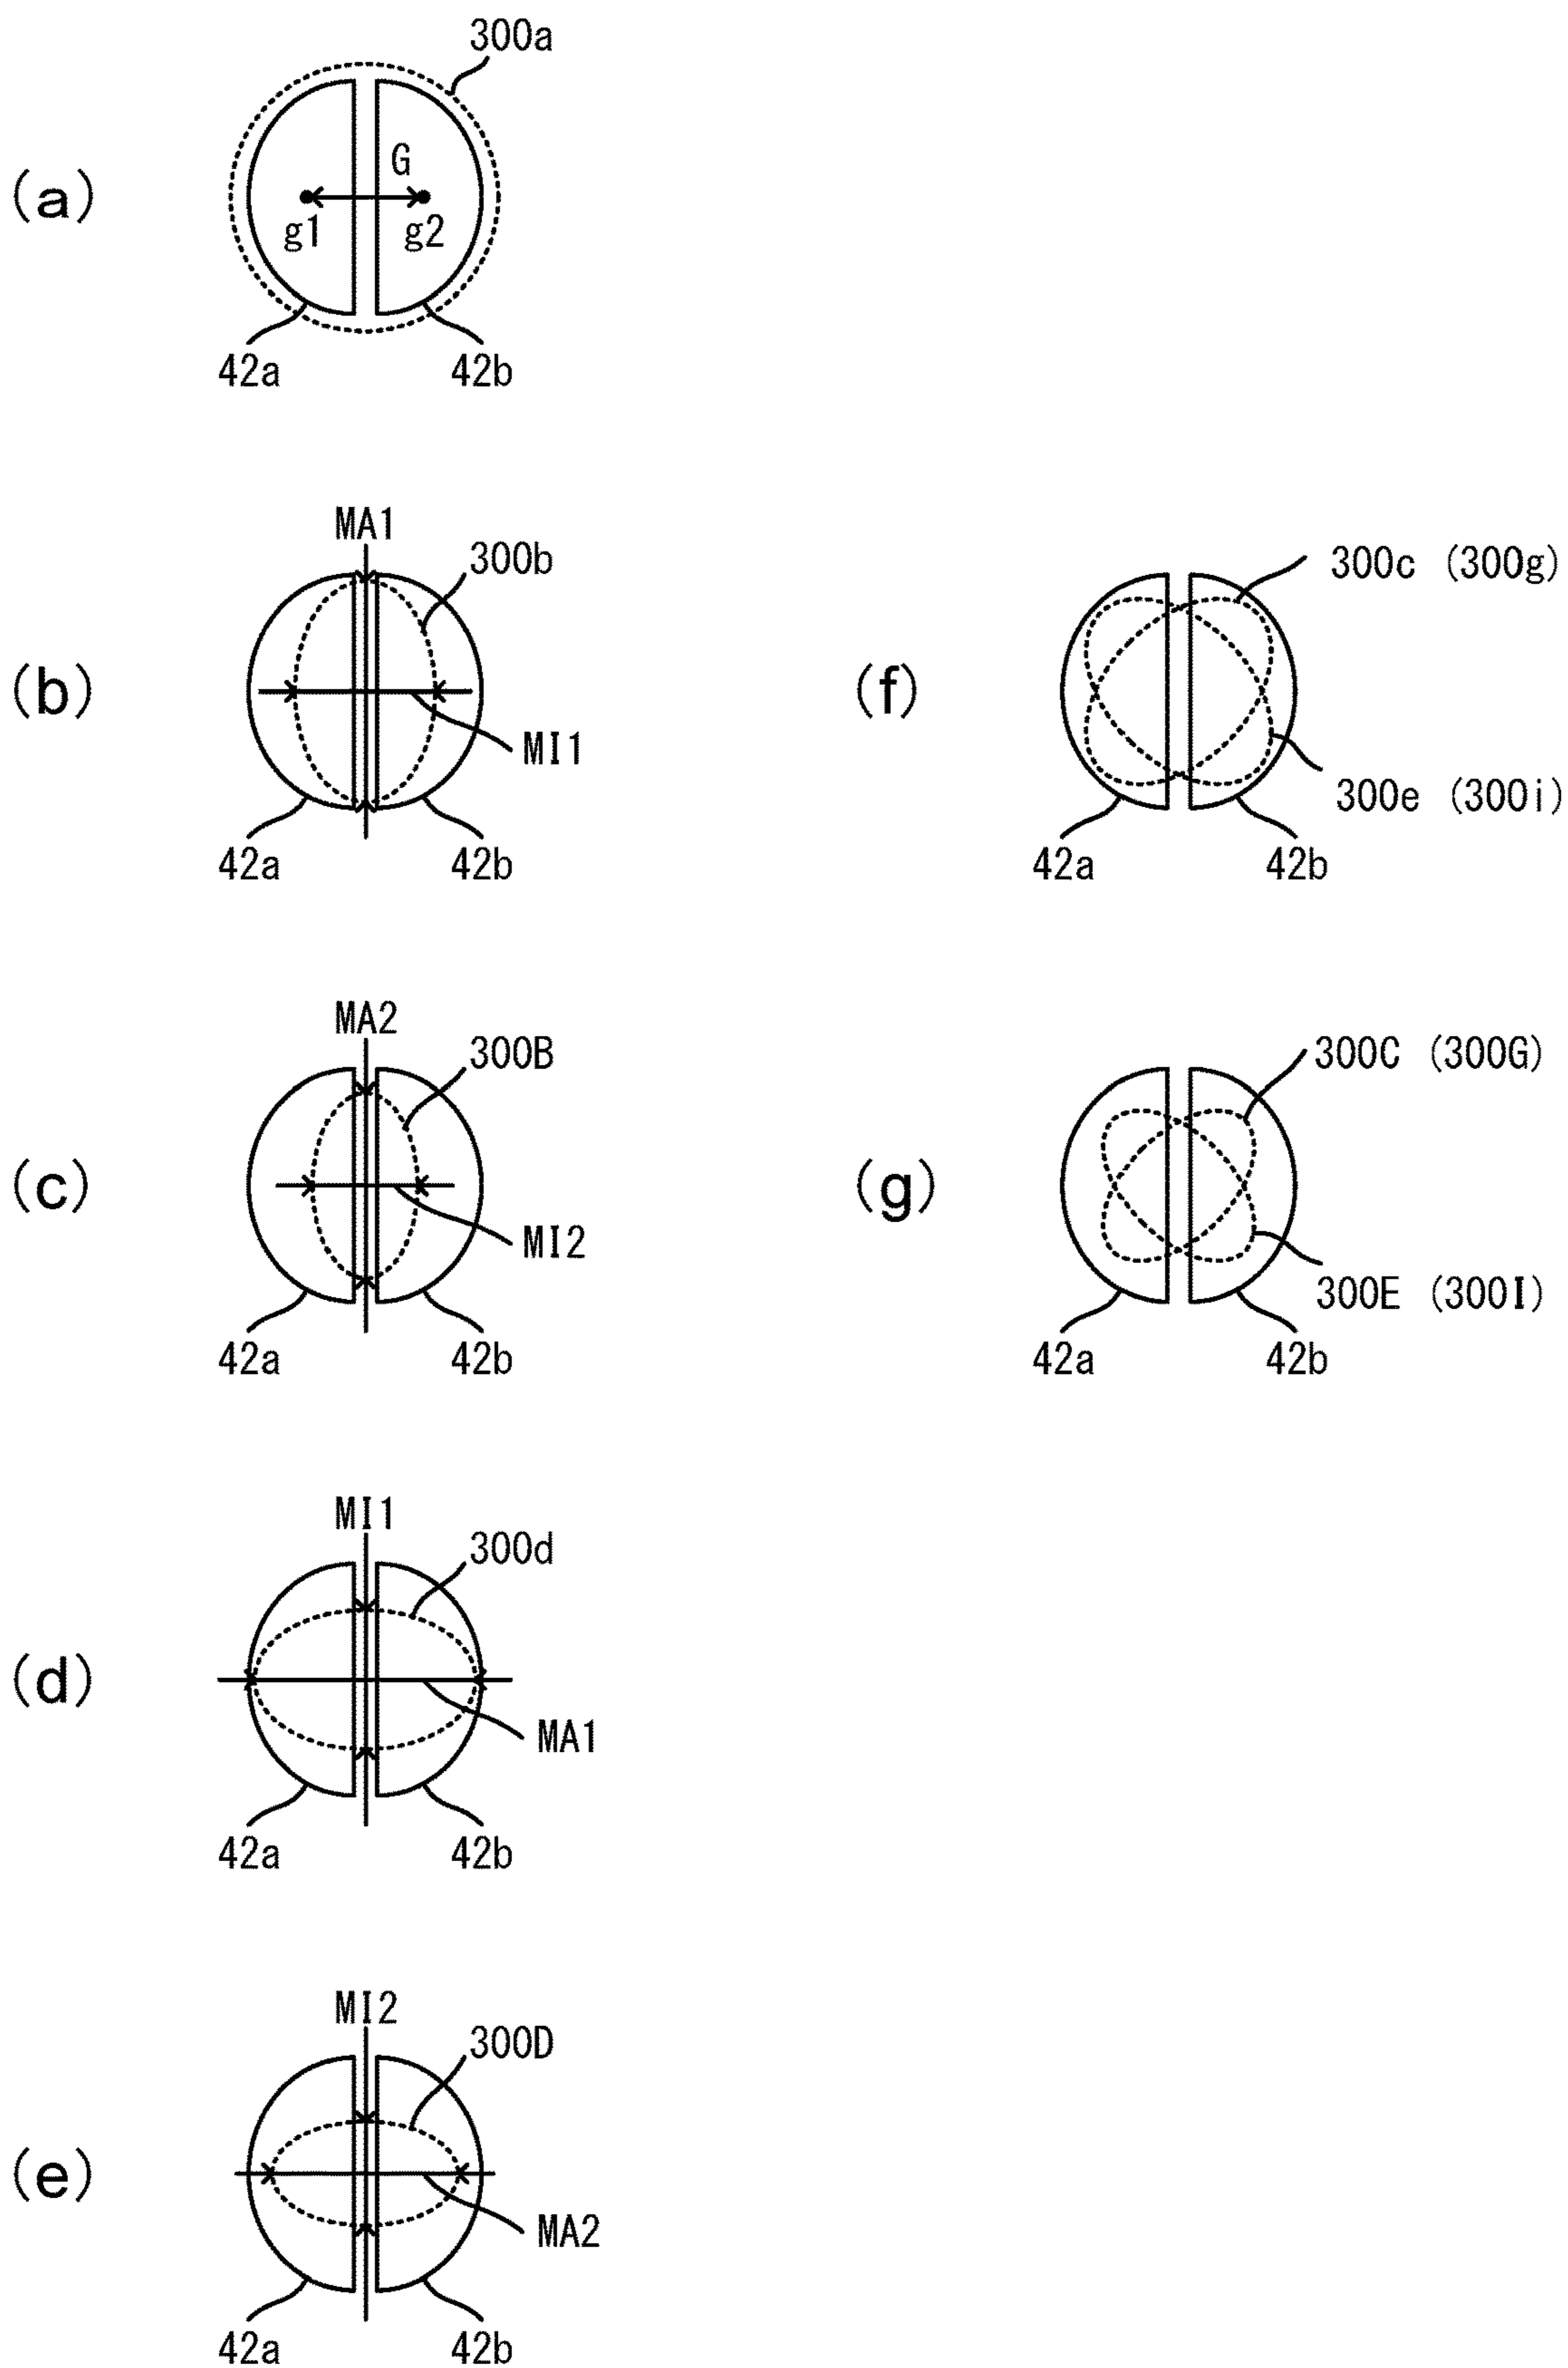 300a
(a)
G
g1
g2
42a
42b
MA1
300b
(b)
MI1
42a
42b
300c (300g)
(f)
300e (300i)
42a
42b
MA2
300B
(c)
MI2
42a
42b
300C (300G)
(g)
300E (300I)
42a
42b
MI1
300d
(d)
MA1
42a
42b
MI2
300D
(e)
MA2
42a
42b